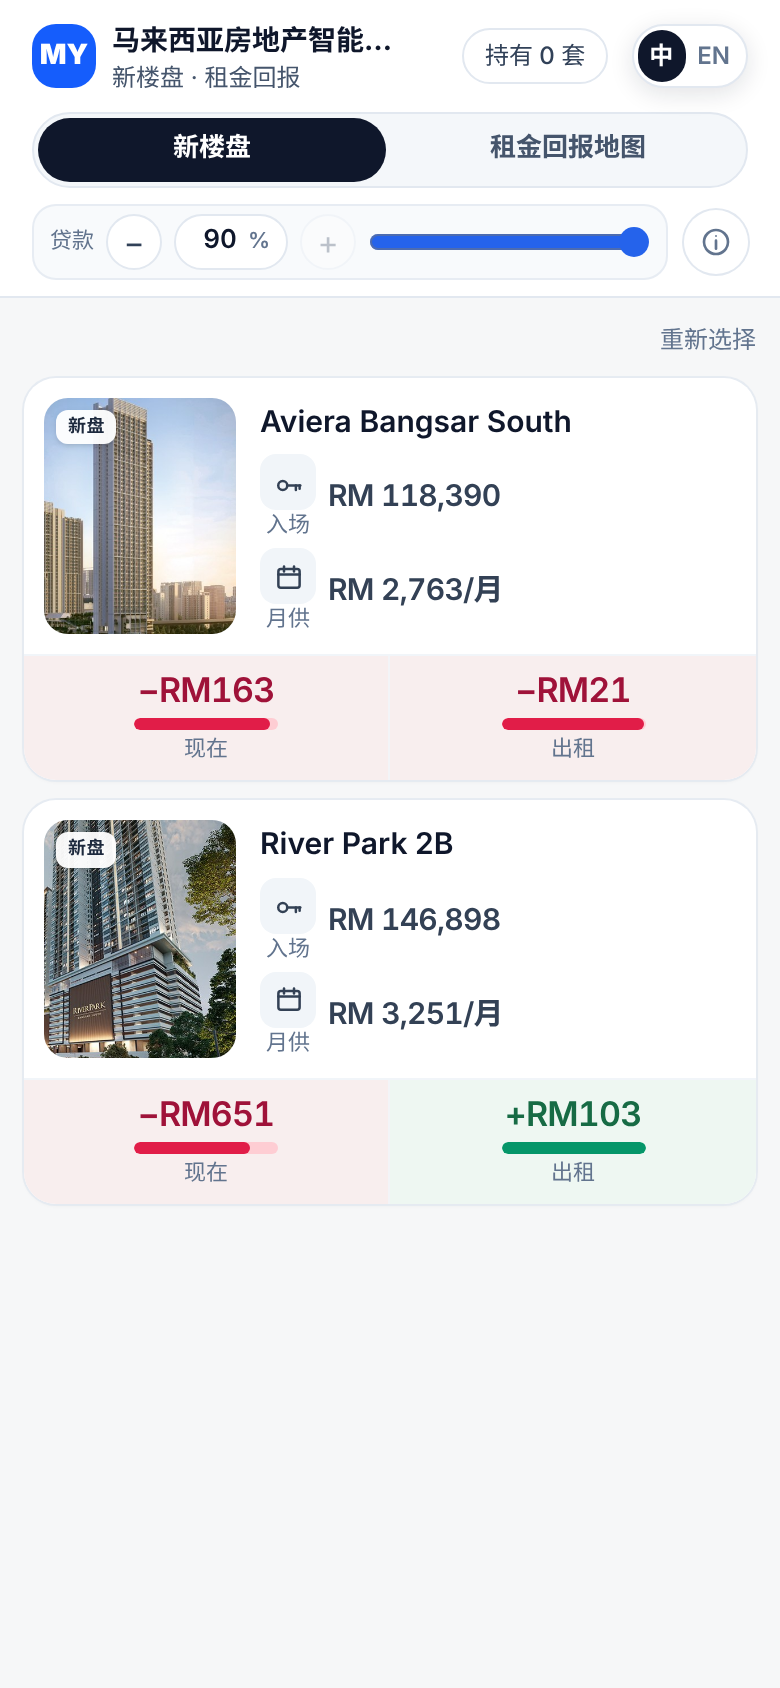 MY
马来西亚房地产智能...
新楼盘 · 租金回报
持有 0 套
中 EN
新楼盘 租金回报地图
贷款 − 90 % +
重新选择
新盘
Aviera Bangsar South
RM 118,390
入场
RM 2,763/月
月供
−RM163
现在
−RM21
出租
新盘
RIVERPARK
River Park 2B
RM 146,898
入场
RM 3,251/月
月供
−RM651
现在
+RM103
出租